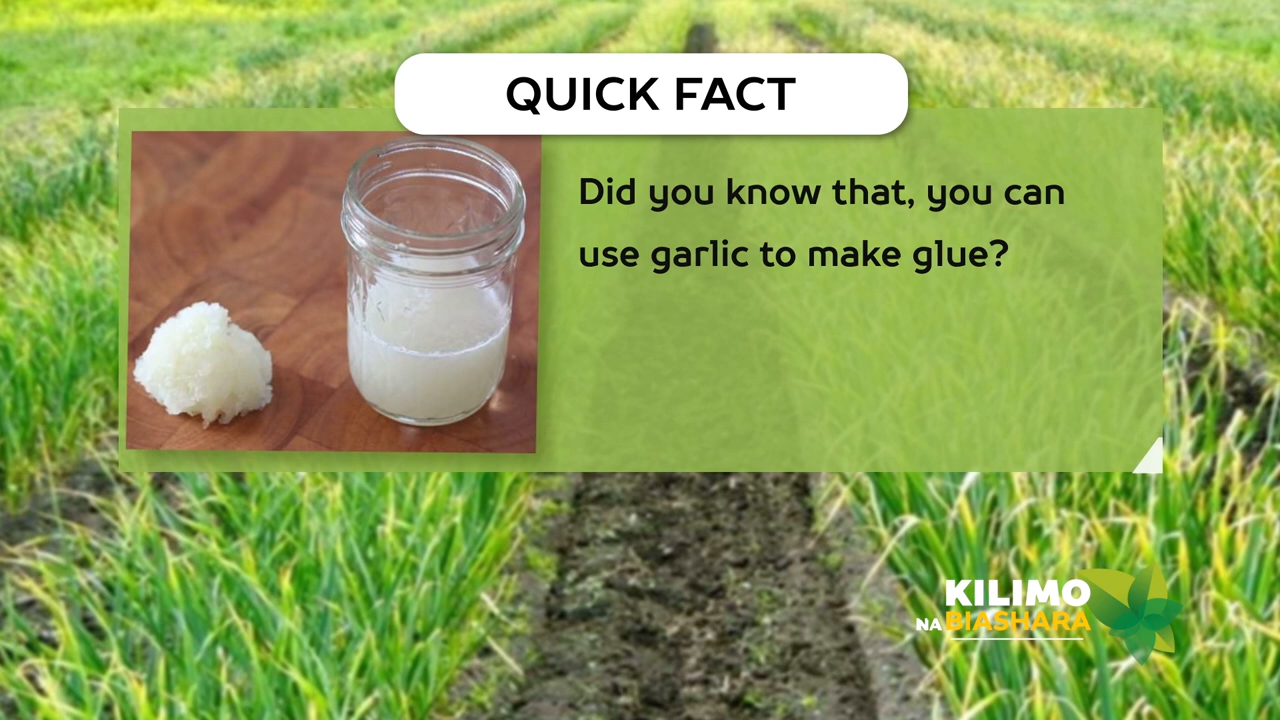 QUICK FACT
Did you know that, you can
use garlic to make glue?
KILIMO
NA BIASHARA